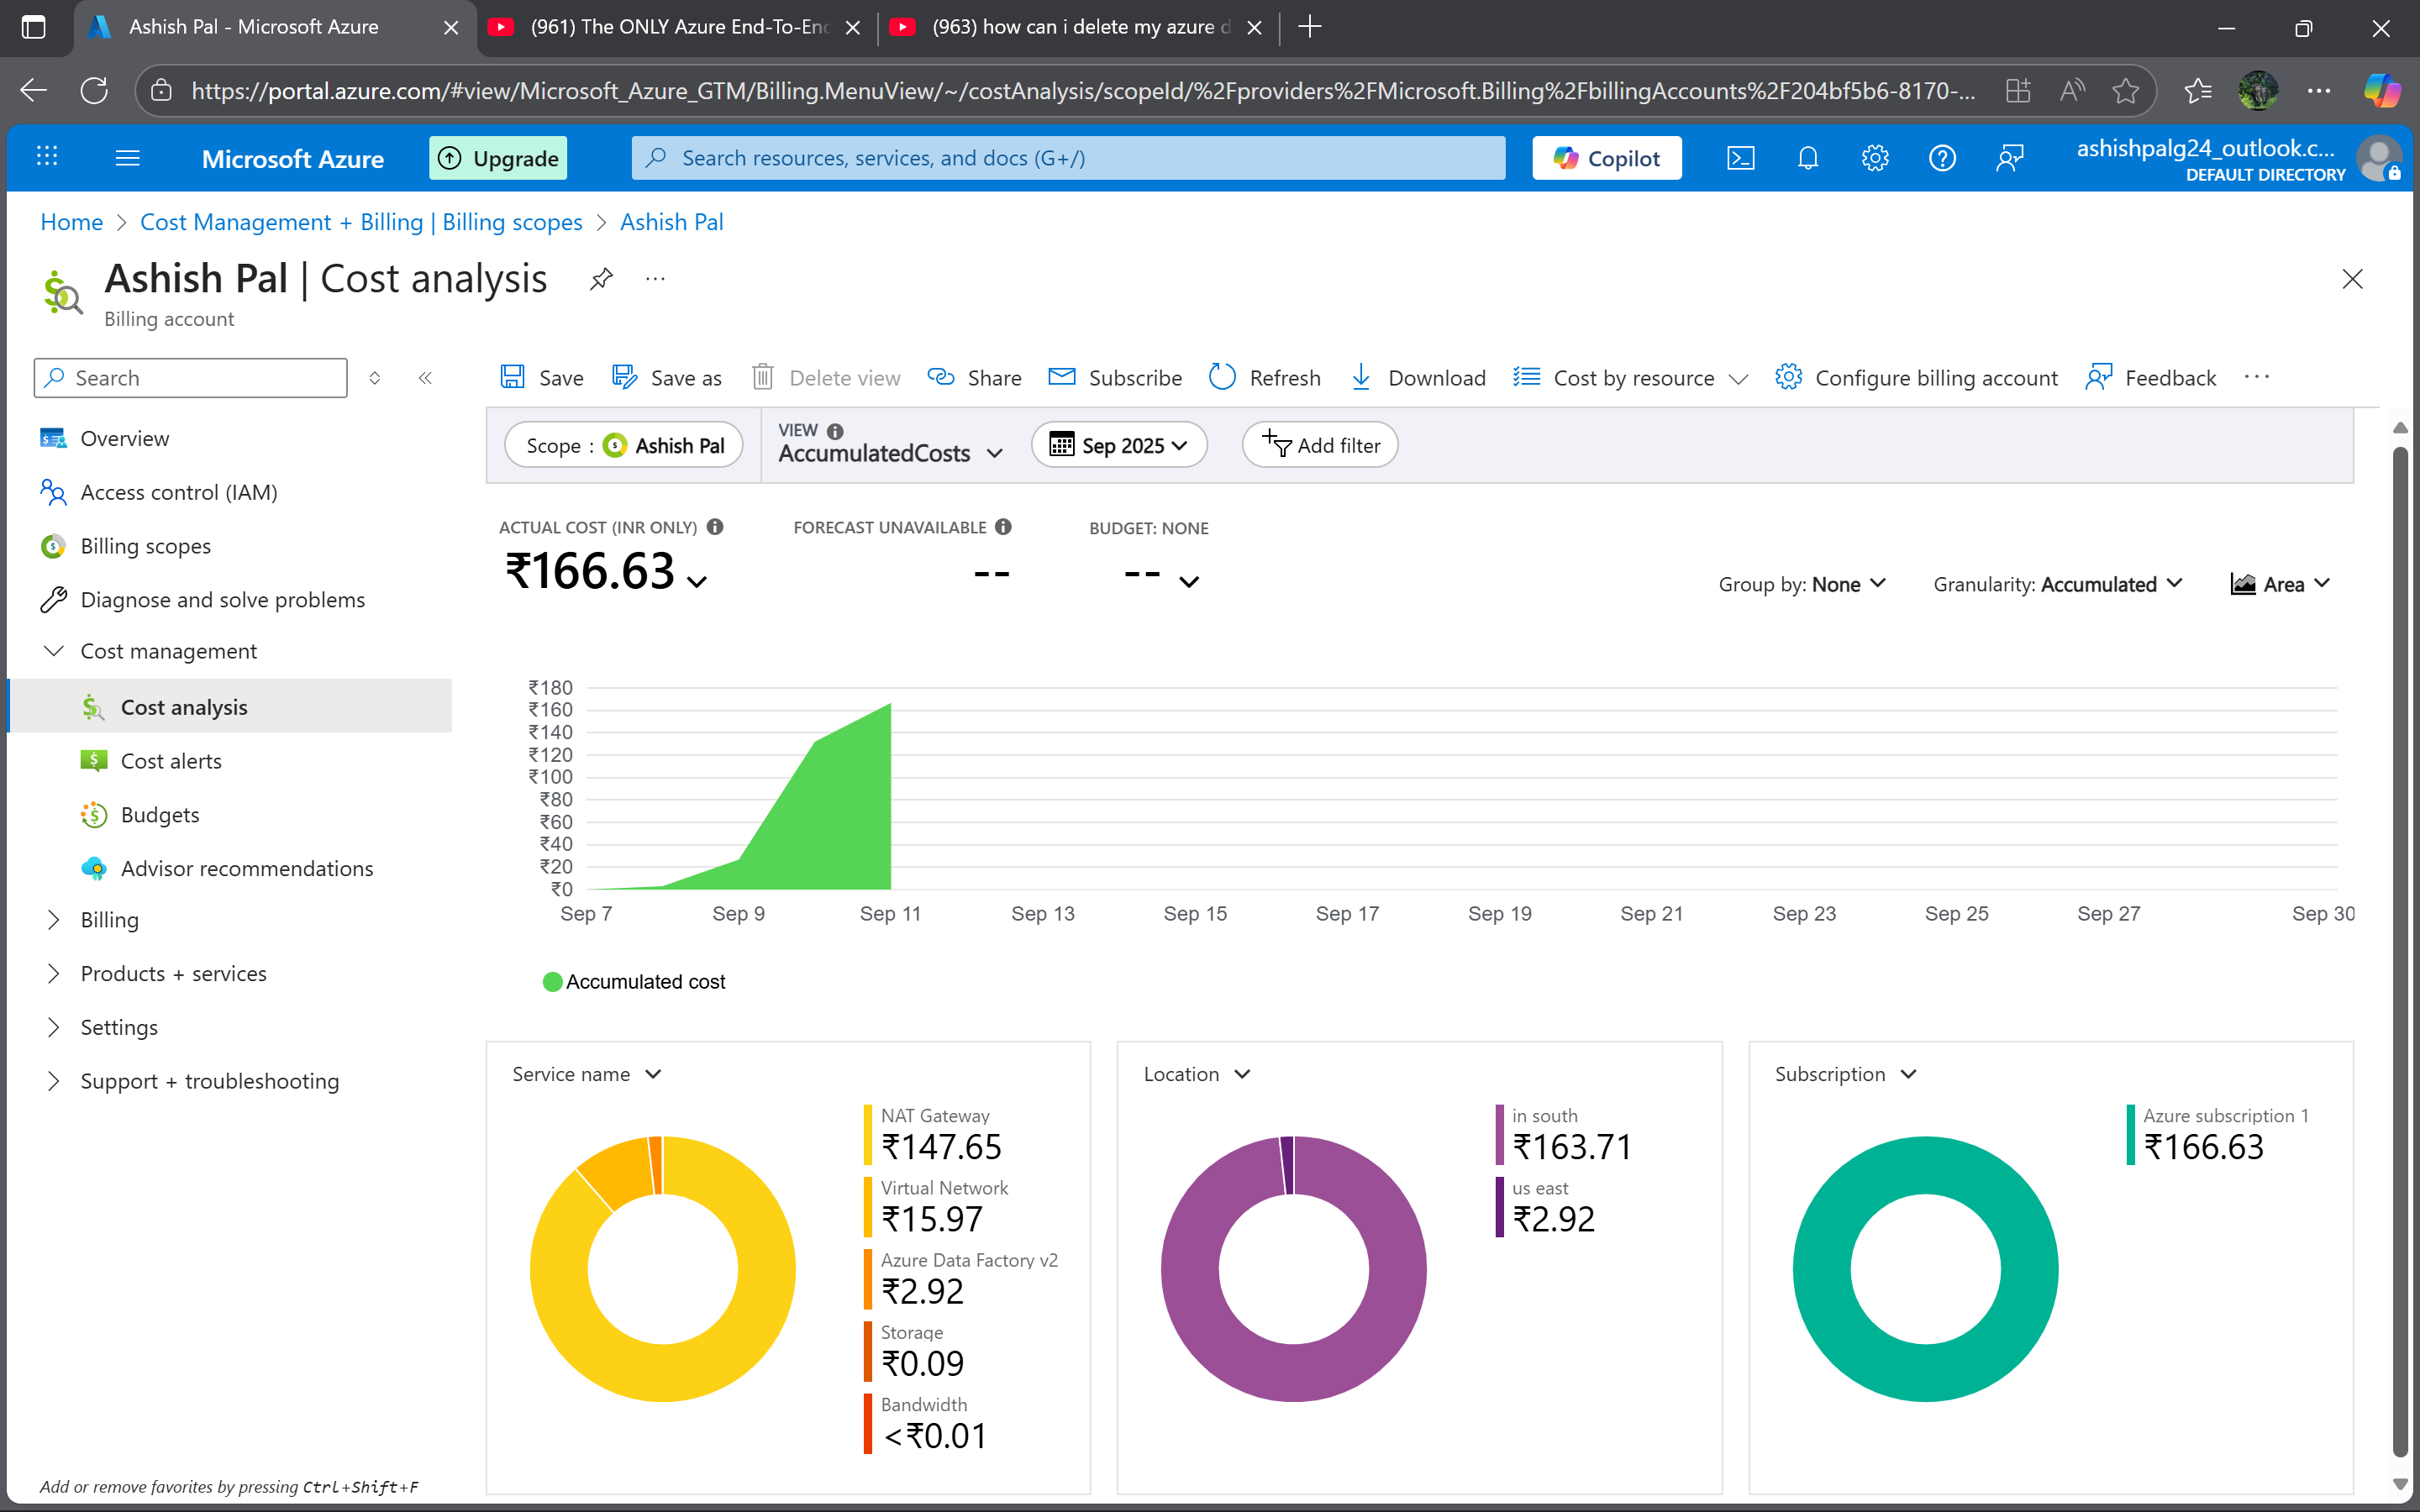 Ashish Pal - Microsoft Azure
(961) The ONLY Azure End-To-Enc
(963) how can i delete my azure d
https://portal.azure.com/#view/Microsoft_Azure_GTM/Billing.MenuView/~/costAnalysis/scopeId/%2Fproviders%2FMicrosoft.Billing%2FbillingAccounts%2F204bf5b6-8170-...
Microsoft Azure
Upgrade
Search resources, services, and docs (G+/)
Copilot
ashishpalg24_outlook.c...
DEFAULT DIRECTORY
Home > Cost Management + Billing | Billing scopes > Ashish Pal
Ashish Pal | Cost analysis
...
Billing account
Search
Save
Save as
Delete view
Share
Subscribe
Refresh
Download
Cost by resource
Configure billing account
Feedback
...
Overview
Access control (IAM)
Billing scopes
Diagnose and solve problems
Cost management
Cost analysis
Cost alerts
Budgets
Advisor recommendations
Billing
Products + services
Settings
Support + troubleshooting
Add or remove favorites by pressing Ctrl+Shift+F
Scope : Ashish Pal
VIEW
AccumulatedCosts
Sep 2025
Add filter
ACTUAL COST (INR ONLY)
₹166.63
FORECAST UNAVAILABLE
--
BUDGET: NONE
--
Group by: None
Granularity: Accumulated
Area
₹180
₹160
₹140
₹120
₹100
₹80
₹60
₹40
₹20
₹0
Sep 7
Sep 9
Sep 11
Sep 13
Sep 15
Sep 17
Sep 19
Sep 21
Sep 23
Sep 25
Sep 27
Sep 30
Accumulated cost
Service name
NAT Gateway
₹147.65
Virtual Network
₹15.97
Azure Data Factory v2
₹2.92
Storage
₹0.09
Bandwidth
<₹0.01
Location
in south
₹163.71
us east
₹2.92
Subscription
Azure subscription 1
₹166.63